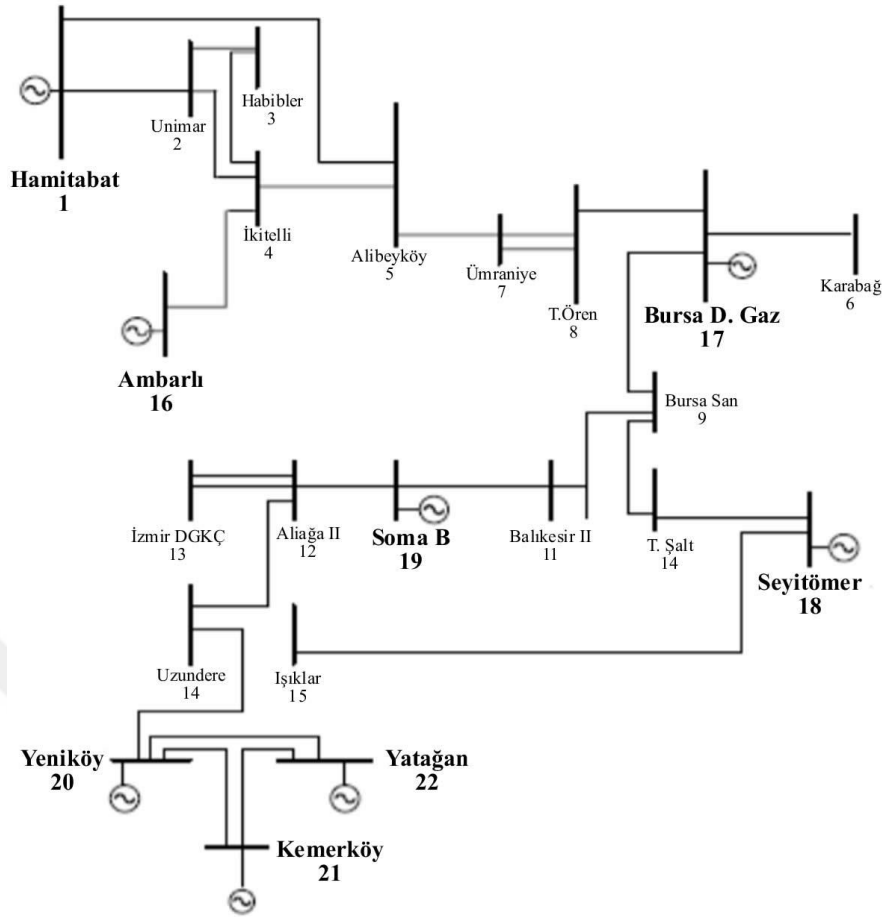 Habibler
3
Unimar
2
Hamitabat
1
İkitelli
4
Alibeyköy
5
Ümraniye
7
T.Ören
8
Bursa D. Gaz
17
Karabağ
6
Ambarlı
16
Bursa San
9
İzmir DGKÇ
13
Aliağa II
12
Soma B
19
Balıkesir II
11
T. Şalt
14
Seyitömer
18
Uzundere
14
Işıklar
15
Yeniköy
20
Yatağan
22
Kemerköy
21